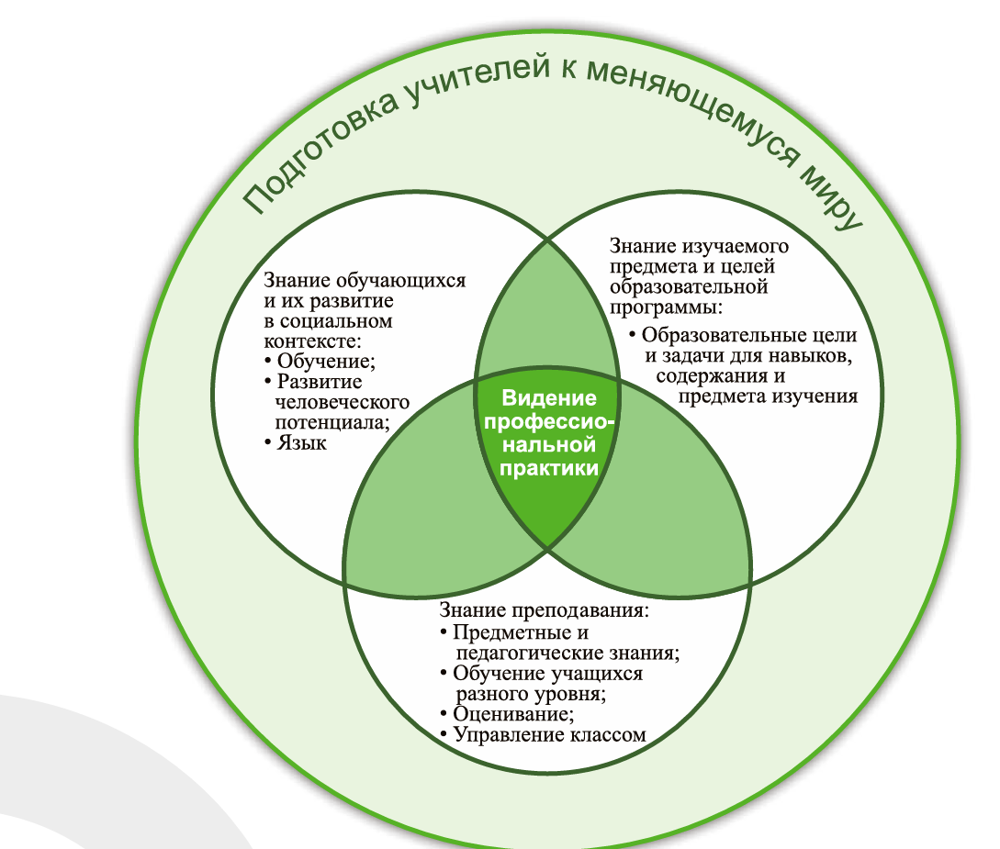 Подготовка учителей к меняющемуся миру
Знание обучающихся
и их развитие
в социальном
контексте:
• Обучение;
• Развитие
человеческого
потенциала;
• Язык
Знание изучаемого
предмета и целей
образовательной
программы:
• Образовательные цели
и задачи для навыков,
содержания и
предмета изучения
Видение
профессио-
нальной
практики
Знание преподавания:
• Предметные и
педагогические знания;
• Обучение учащихся
разного уровня;
• Оценивание;
• Управление классом